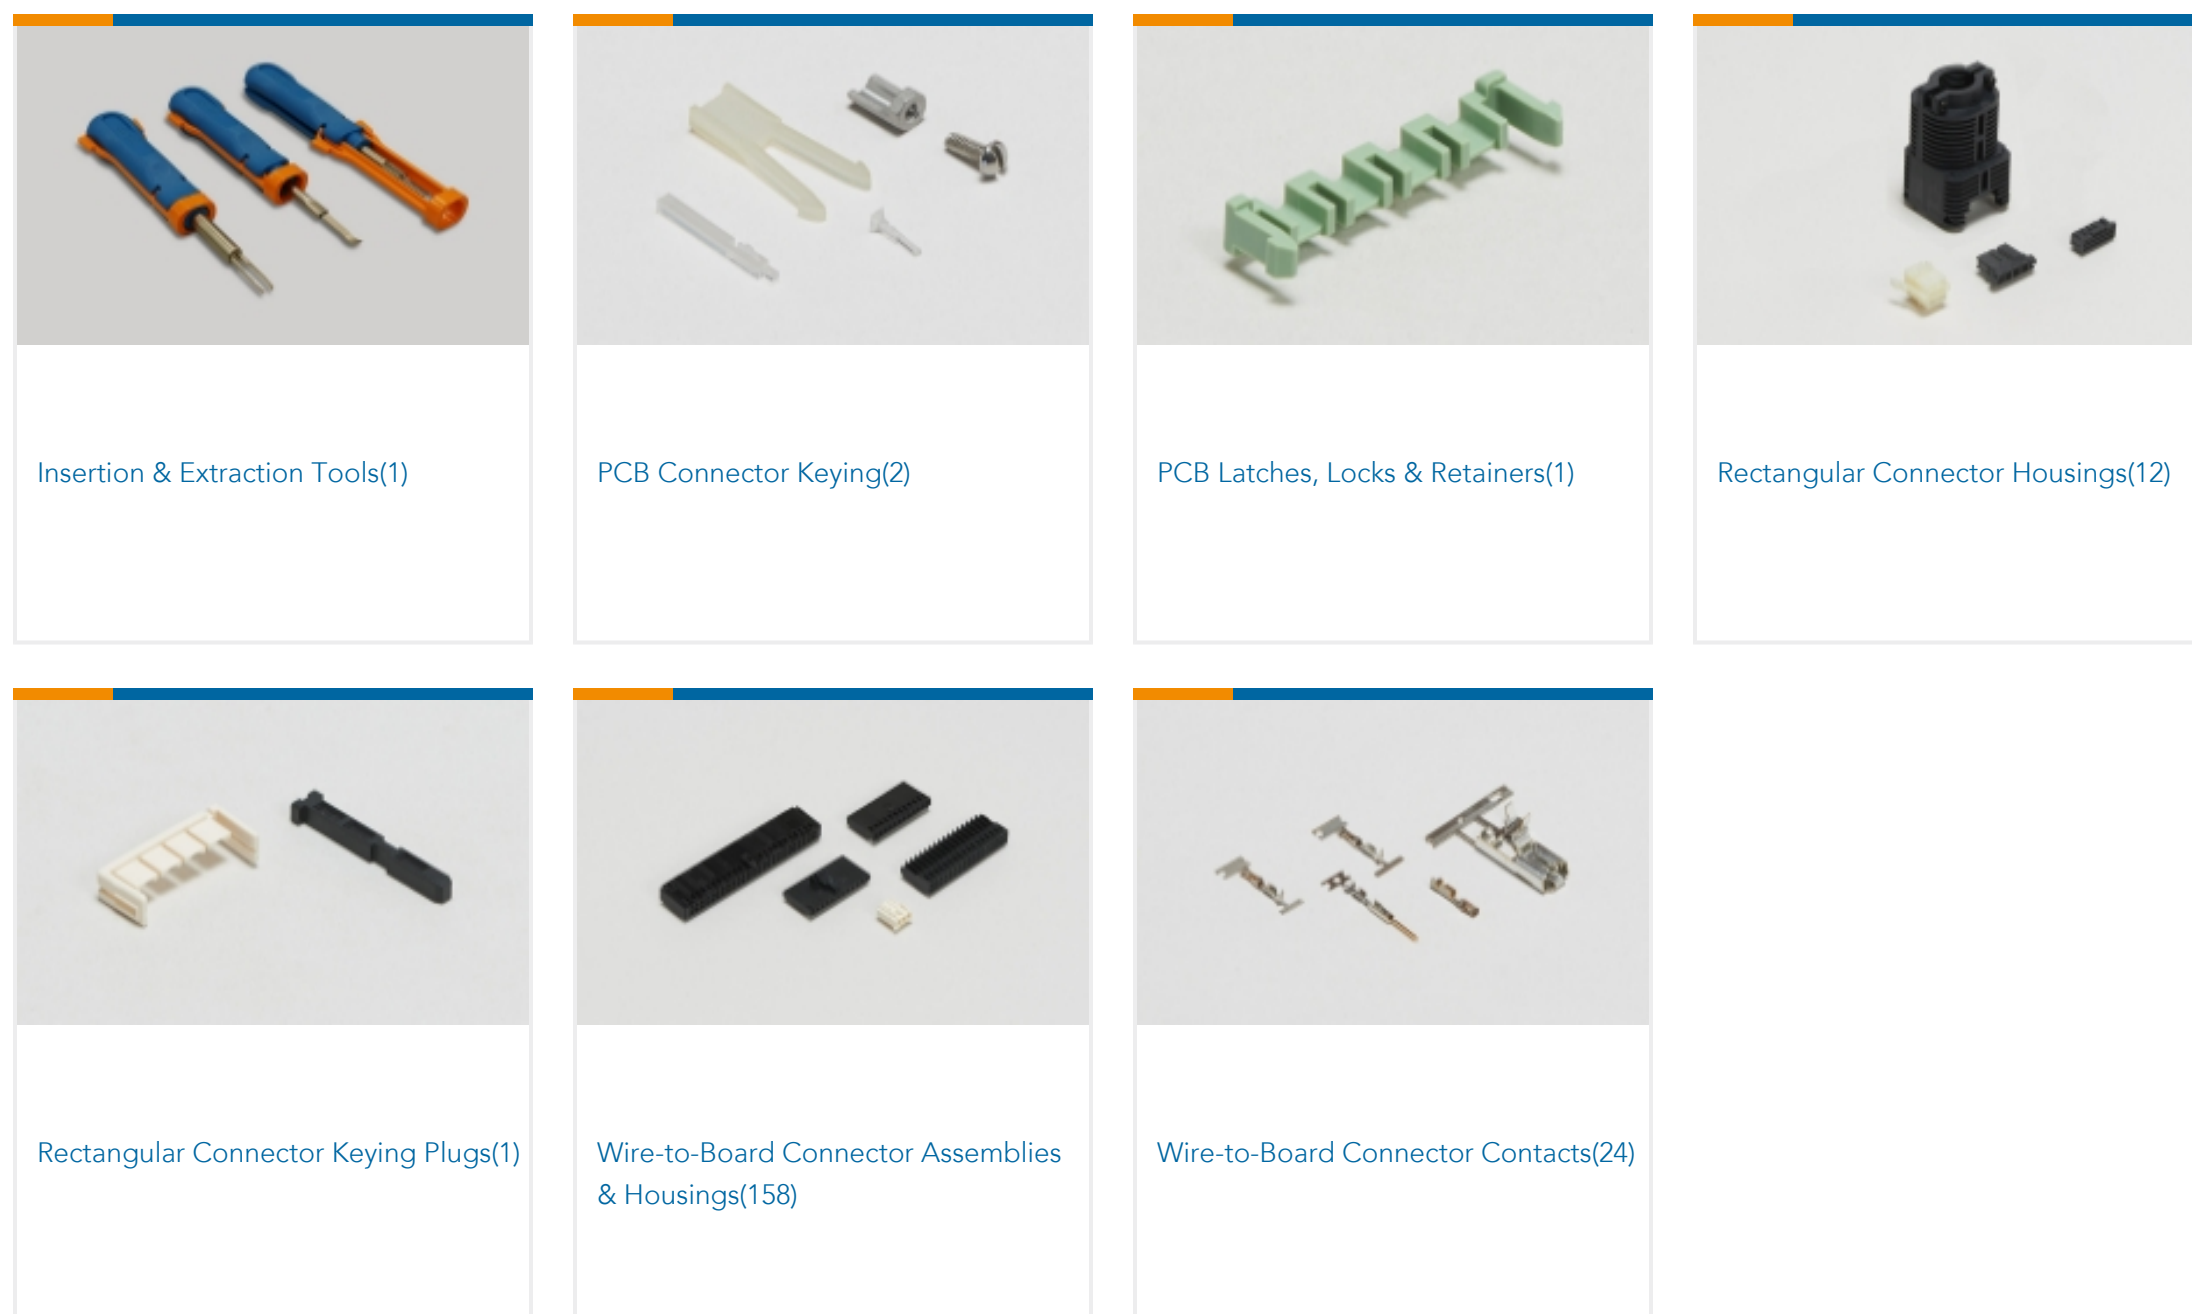 Insertion & Extraction Tools(1)
PCB Connector Keying(2)
PCB Latches, Locks & Retainers(1)
Rectangular Connector Housings(12)
Rectangular Connector Keying Plugs(1)
Wire-to-Board Connector Assemblies
& Housings(158)
Wire-to-Board Connector Contacts(24)